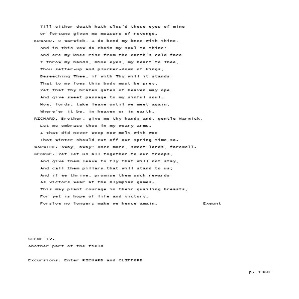 Till either death hath clos'd these eyes of mine
Or fortune given me measure of revenge.
EDWARD. O Warwick, I do bend my knee with thine,
And in this vow do chain my soul to thine!
And ere my knee rise from the earth's cold face
I throw my hands, mine eyes, my heart to Thee,
Thou setter-up and plucker-down of kings,
Beseeching Thee, if with Thy will it stands
That to my foes this body must be prey,
Yet that Thy brazen gates of heaven may ope
And give sweet passage to my sinful soul.
Now, lords, take leave until we meet again,
Where'er it be, in heaven or in earth.
RICHARD. Brother, give me thy hand; and, gentle Warwick,
Let me embrace thee in my weary arms.
I that did never weep now melt with woe
That winter should cut off our spring-time so.
WARWICK. Away, away! Once more, sweet lords, farewell.
GEORGE. Yet let us all together to our troops,
And give them leave to fly that will not stay,
And call them pillars that will stand to us;
And if we thrive, promise them such rewards
As victors wear at the Olympian games.
This may plant courage in their quailing breasts,
For yet is hope of life and victory.
Forslow no longer; make we hence amain. Exeunt
SCENE IV.
Another part of the field
Excursions. Enter RICHARD and CLIFFORD